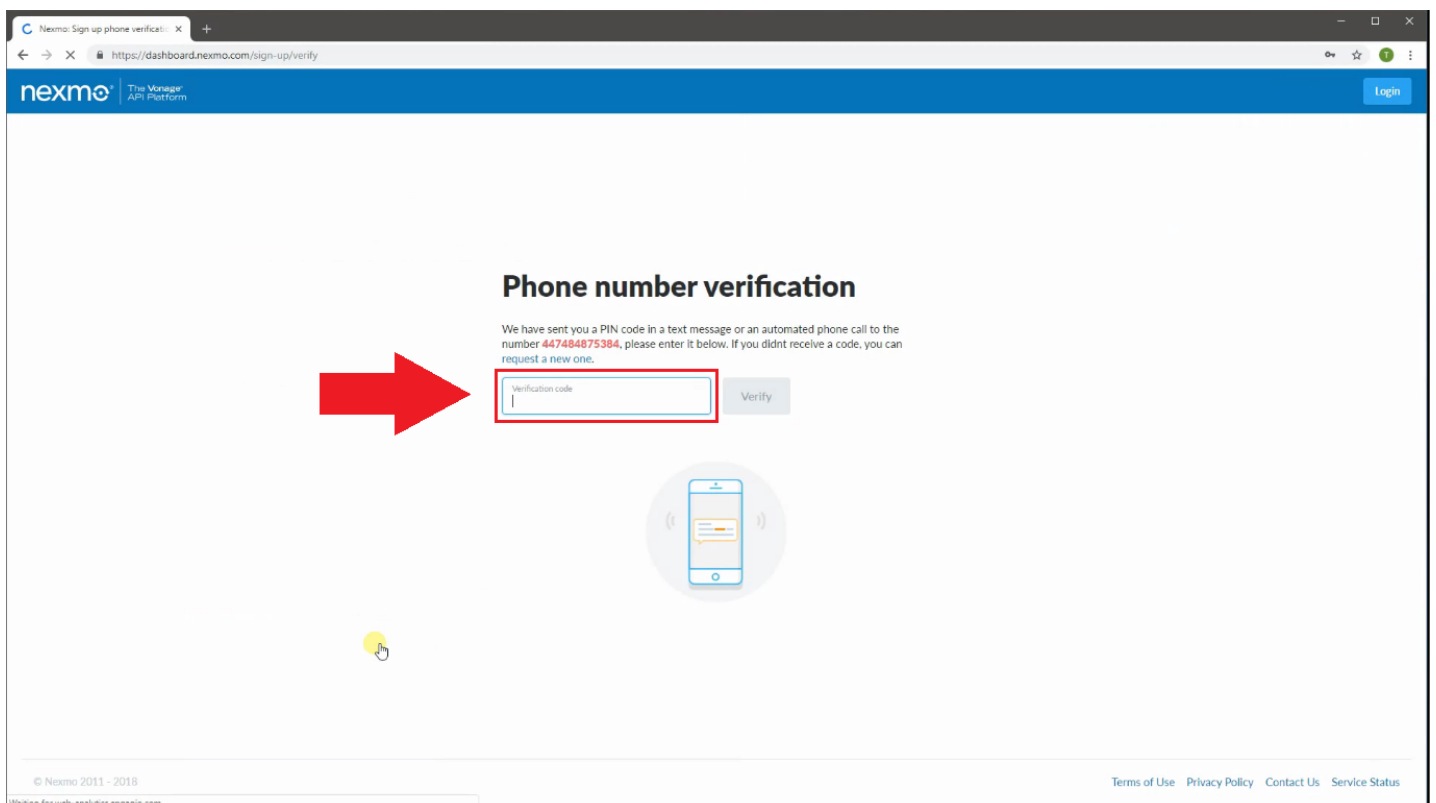 Nexmo: Sign up phone verificatic
https://dashboard.nexmo.com/sign-up/verify
T
nexmo
The Vonage
API Platform
Login
Phone number verification
We have sent you a PIN code in a text message or an automated phone call to the
number 447484875384, please enter it below. If you didnt receive a code, you can
request a new one.
Verification code
Verify
© Nexmo 2011 - 2018
Terms of Use Privacy Policy Contact Us Service Status